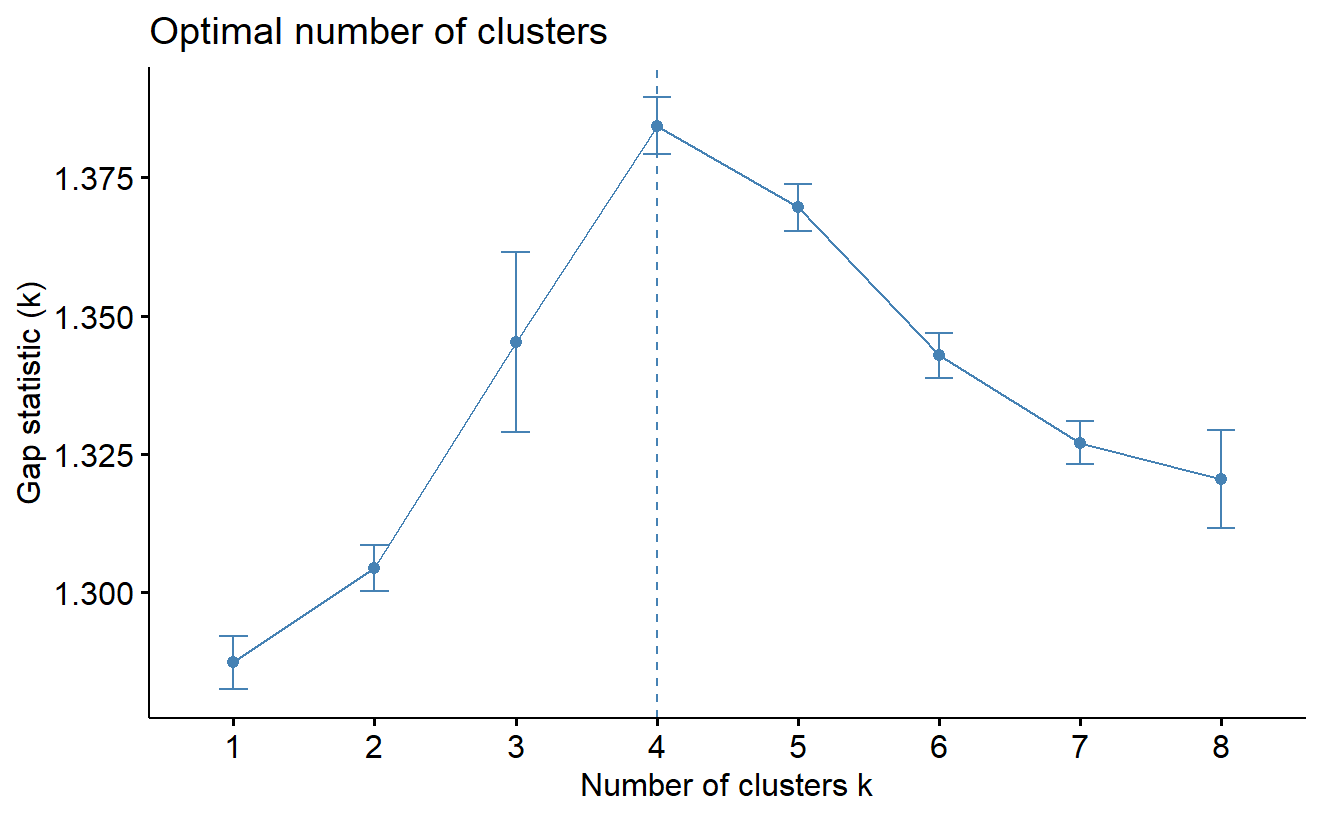 Optimal number of clusters
Gap statistic (k)
1.375
1.350
1.325
1.300
1 2 3 4 5 6 7 8
Number of clusters k